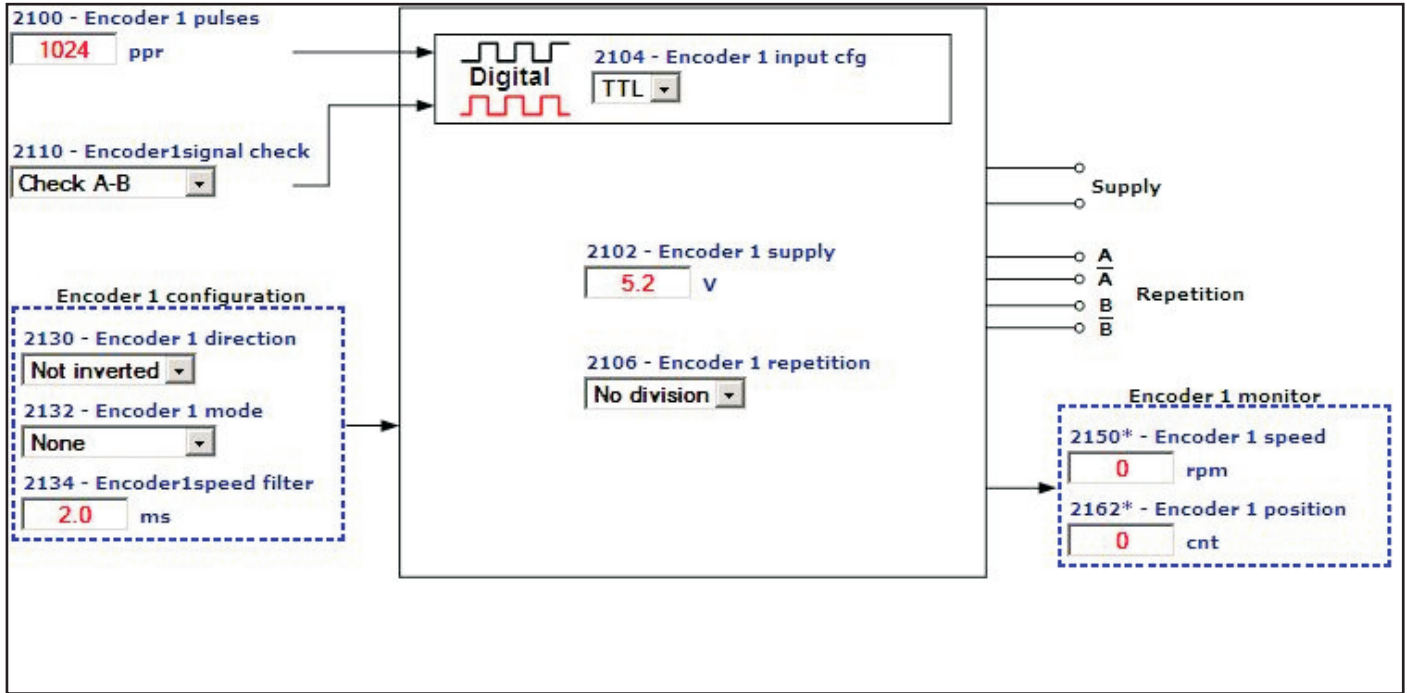 2100 - Encoder 1 pulses
1024 ppr
2110 - Encoder1signal check
Check A-B
Digital
2104 - Encoder 1 input cfg
TTL
Supply
2102 - Encoder 1 supply
5.2 V
A
A̅
B
B̅
Repetition
2106 - Encoder 1 repetition
No division
Encoder 1 configuration
2130 - Encoder 1 direction
Not inverted
2132 - Encoder 1 mode
None
2134 - Encoder1speed filter
2.0 ms
Encoder 1 monitor
2150* - Encoder 1 speed
0 rpm
2162* - Encoder 1 position
0 cnt